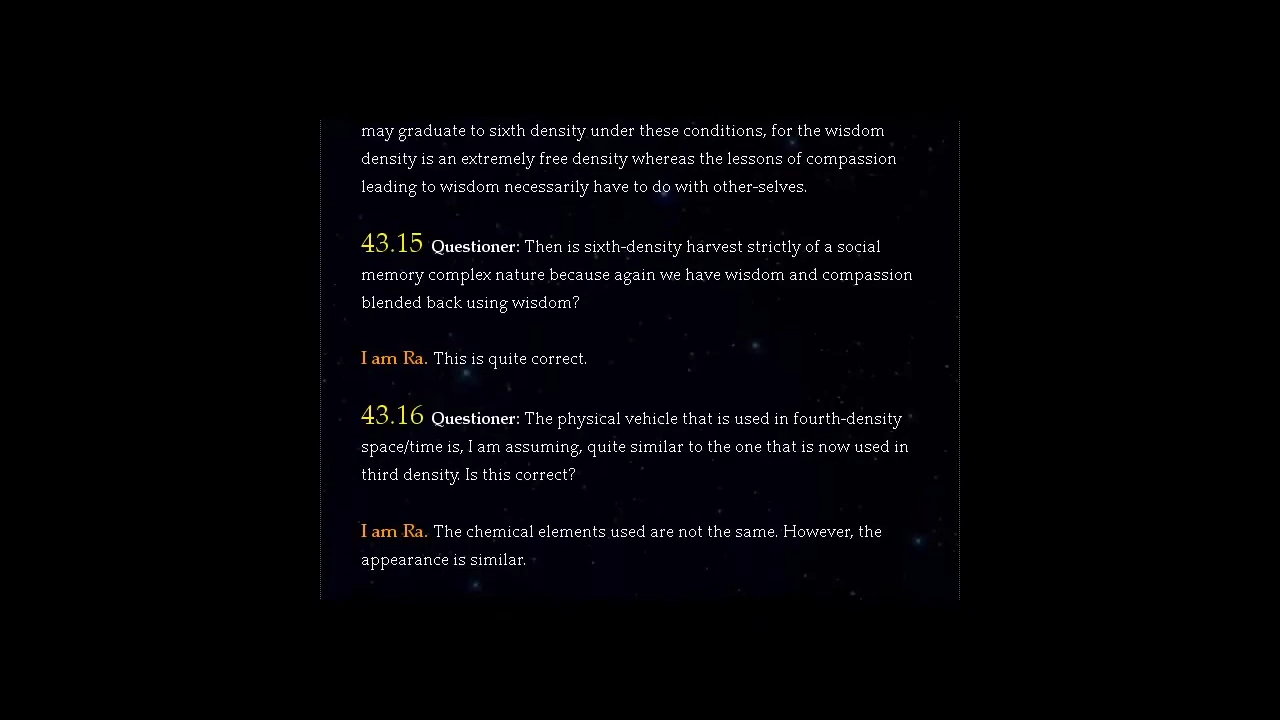 may graduate to sixth density under these conditions, for the wisdom
density is an extremely free density whereas the lessons of compassion
leading to wisdom necessarily have to do with other-selves.
43.15 Questioner: Then is sixth-density harvest strictly of a social
memory complex nature because again we have wisdom and compassion
blended back using wisdom?
I am Ra. This is quite correct.
43.16 Questioner: The physical vehicle that is used in fourth-density
space/time is, I am assuming, quite similar to the one that is now used in
third density. Is this correct?
I am Ra. The chemical elements used are not the same. However, the
appearance is similar.